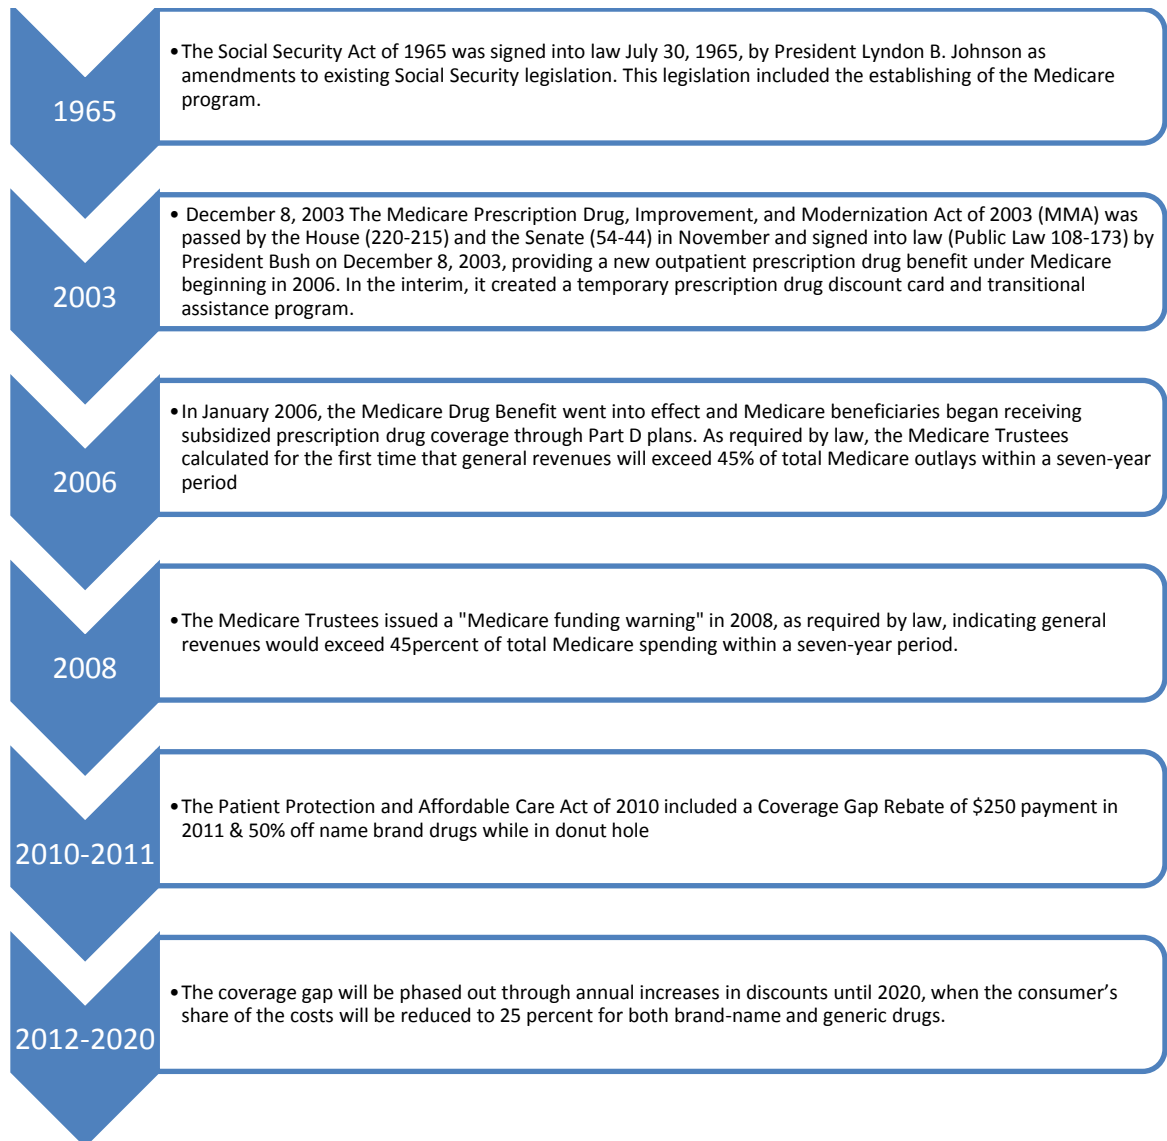 1965
•The Social Security Act of 1965 was signed into law July 30, 1965, by President Lyndon B. Johnson as
amendments to existing Social Security legislation. This legislation included the establishing of the Medicare
program.
2003
• December 8, 2003 The Medicare Prescription Drug, Improvement, and Modernization Act of 2003 (MMA) was
passed by the House (220-215) and the Senate (54-44) in November and signed into law (Public Law 108-173) by
President Bush on December 8, 2003, providing a new outpatient prescription drug benefit under Medicare
beginning in 2006. In the interim, it created a temporary prescription drug discount card and transitional
assistance program.
2006
•In January 2006, the Medicare Drug Benefit went into effect and Medicare beneficiaries began receiving
subsidized prescription drug coverage through Part D plans. As required by law, the Medicare Trustees
calculated for the first time that general revenues will exceed 45% of total Medicare outlays within a seven-year
period
2008
•The Medicare Trustees issued a "Medicare funding warning" in 2008, as required by law, indicating general
revenues would exceed 45percent of total Medicare spending within a seven-year period.
2010-2011
•The Patient Protection and Affordable Care Act of 2010 included a Coverage Gap Rebate of $250 payment in
2011 & 50% off name brand drugs while in donut hole
2012-2020
•The coverage gap will be phased out through annual increases in discounts until 2020, when the consumer’s
share of the costs will be reduced to 25 percent for both brand-name and generic drugs.